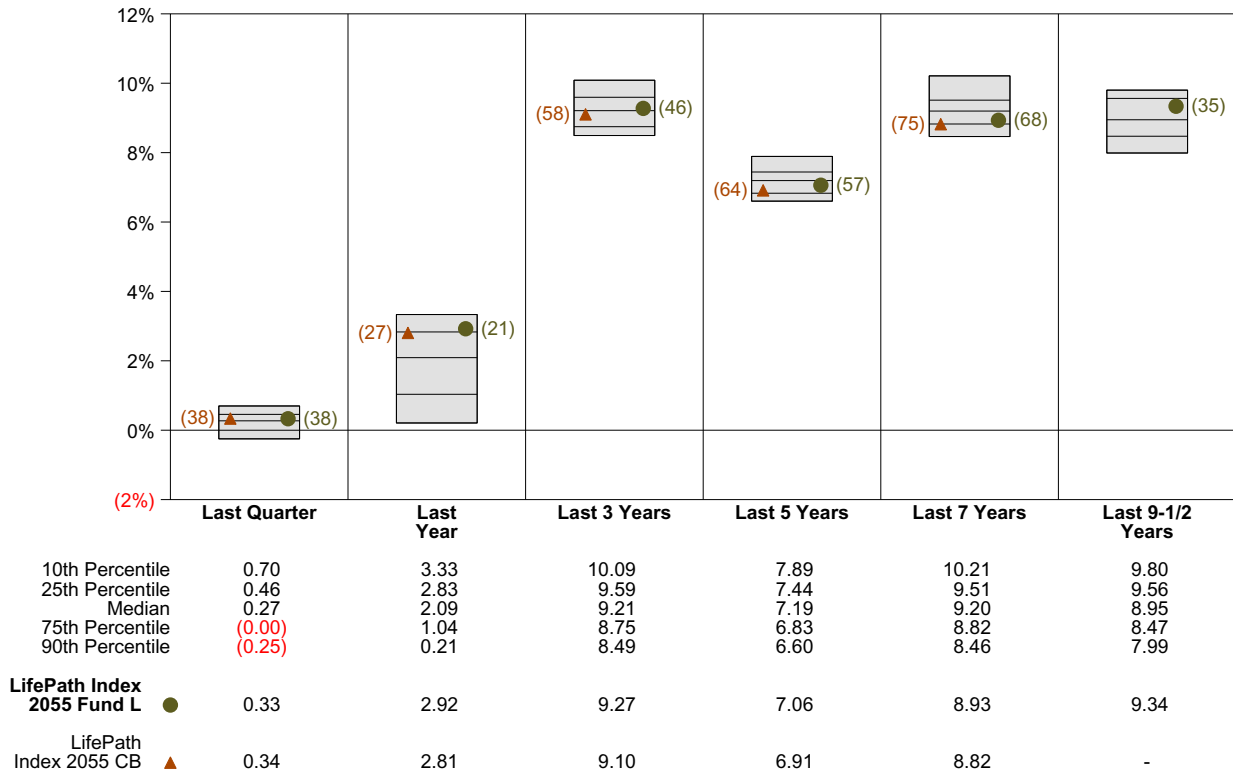 12%
10%
8%
6%
4%
2%
0%
(2%)
(38) (38)
(27) (21)
(58) (46)
(64) (57)
(75) (68)
(35)
Last Quarter Last Year Last 3 Years Last 5 Years Last 7 Years Last 9-1/2 Years
10th Percentile 0.70 3.33 10.09 7.89 10.21 9.80
25th Percentile 0.46 2.83 9.59 7.44 9.51 9.56
Median 0.27 2.09 9.21 7.19 9.20 8.95
75th Percentile (0.00) 1.04 8.75 6.83 8.82 8.47
90th Percentile (0.25) 0.21 8.49 6.60 8.46 7.99
LifePath Index
2055 Fund L 0.33 2.92 9.27 7.06 8.93 9.34
LifePath
Index 2055 CB 0.34 2.81 9.10 6.91 8.82 -